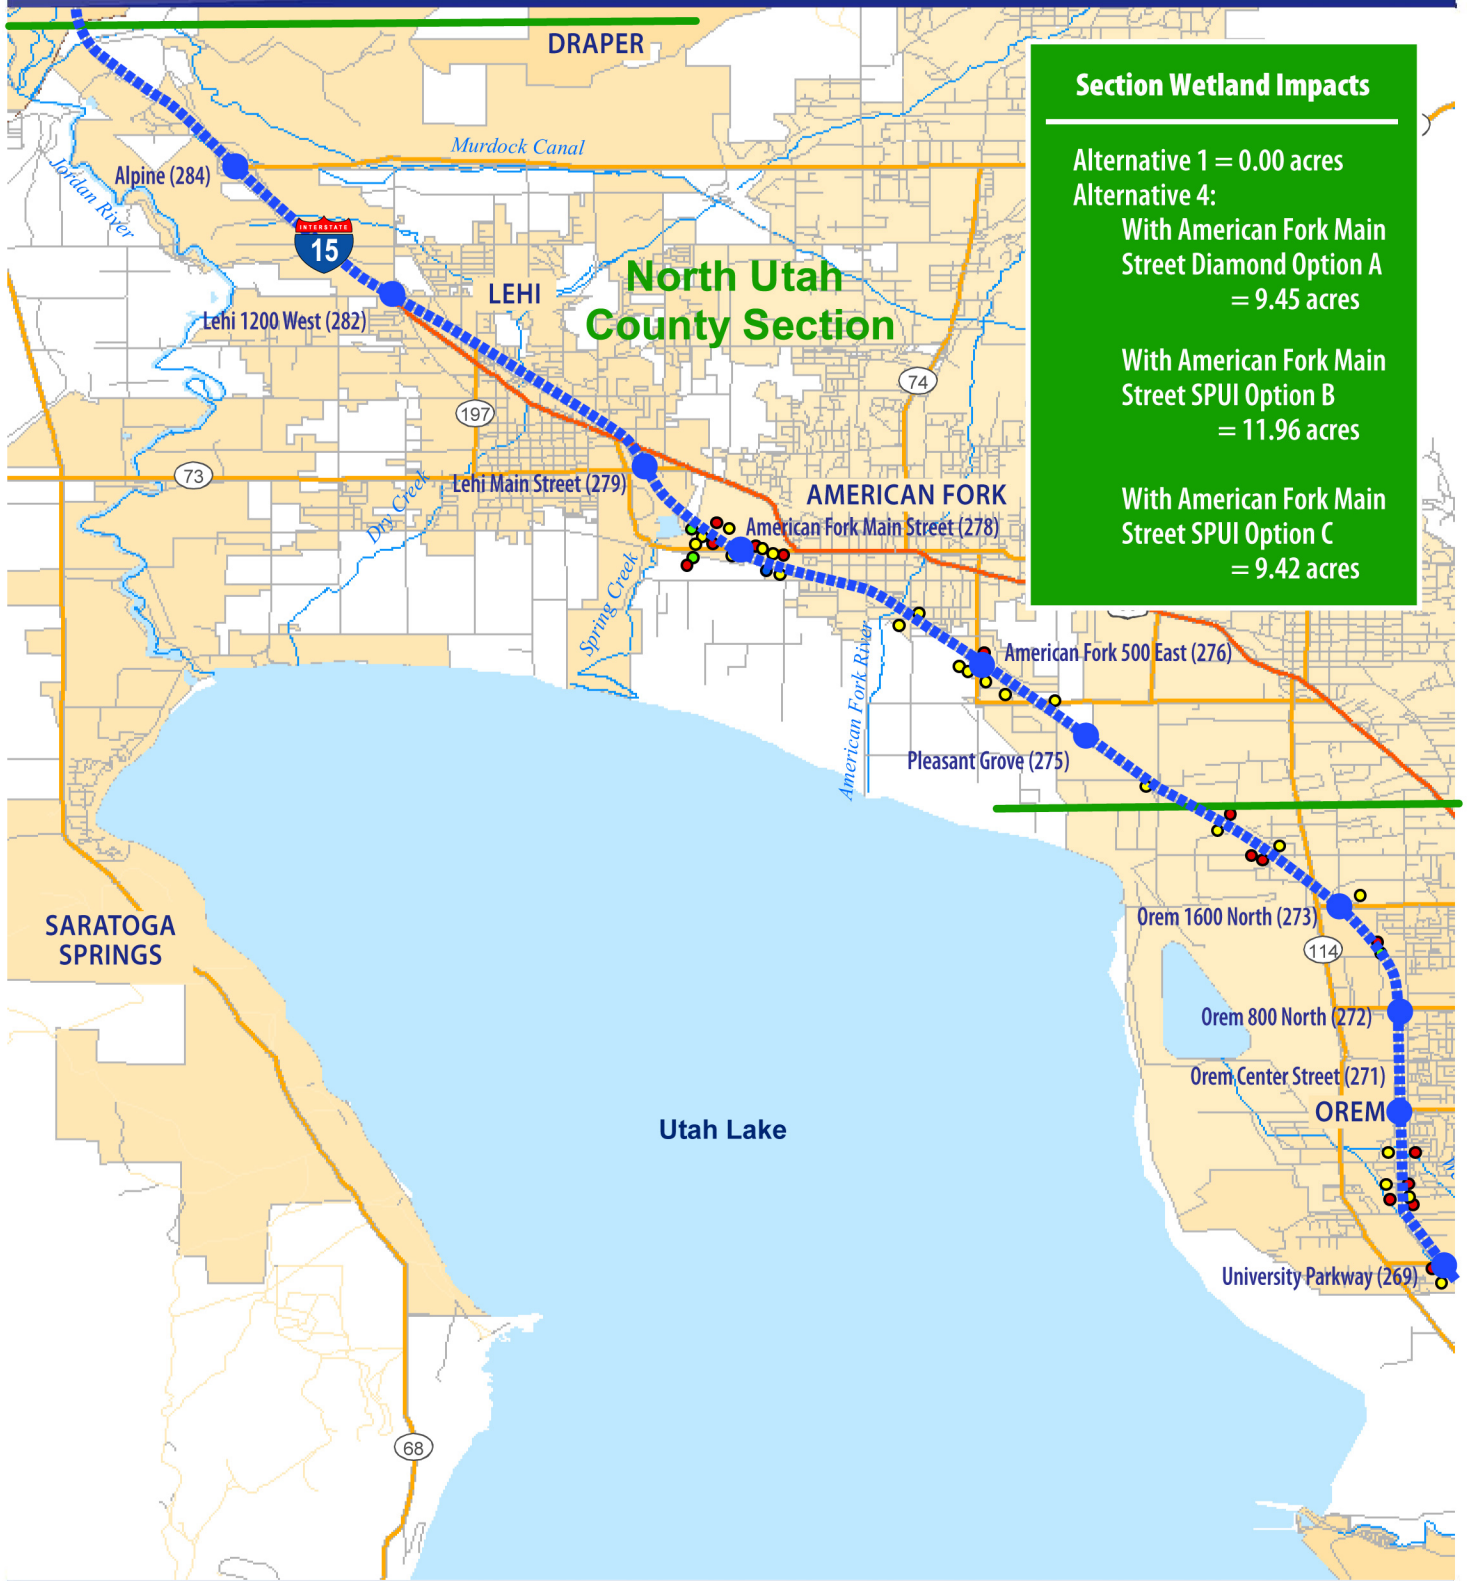 DRAPER
Section Wetland Impacts
Alternative 1 = 0.00 acres
Alternative 4:
With American Fork Main
Street Diamond Option A
= 9.45 acres
With American Fork Main
Street SPUI Option B
= 11.96 acres
With American Fork Main
Street SPUI Option C
= 9.42 acres
Murdock Canal
Alpine (284)
Jordan River
INTERSTATE
15
North Utah
County Section
LEHI
Lehi 1200 West (282)
74
197
73
Lehi Main Street (279)
Dry Creek
AMERICAN FORK
American Fork Main Street (278)
Spring Creek
American Fork River
American Fork 500 East (276)
Pleasant Grove (275)
SARATOGA
SPRINGS
Orem 1600 North (273)
114
Orem 800 North (272)
Orem Center Street (271)
OREM
Utah Lake
University Parkway (269)
68